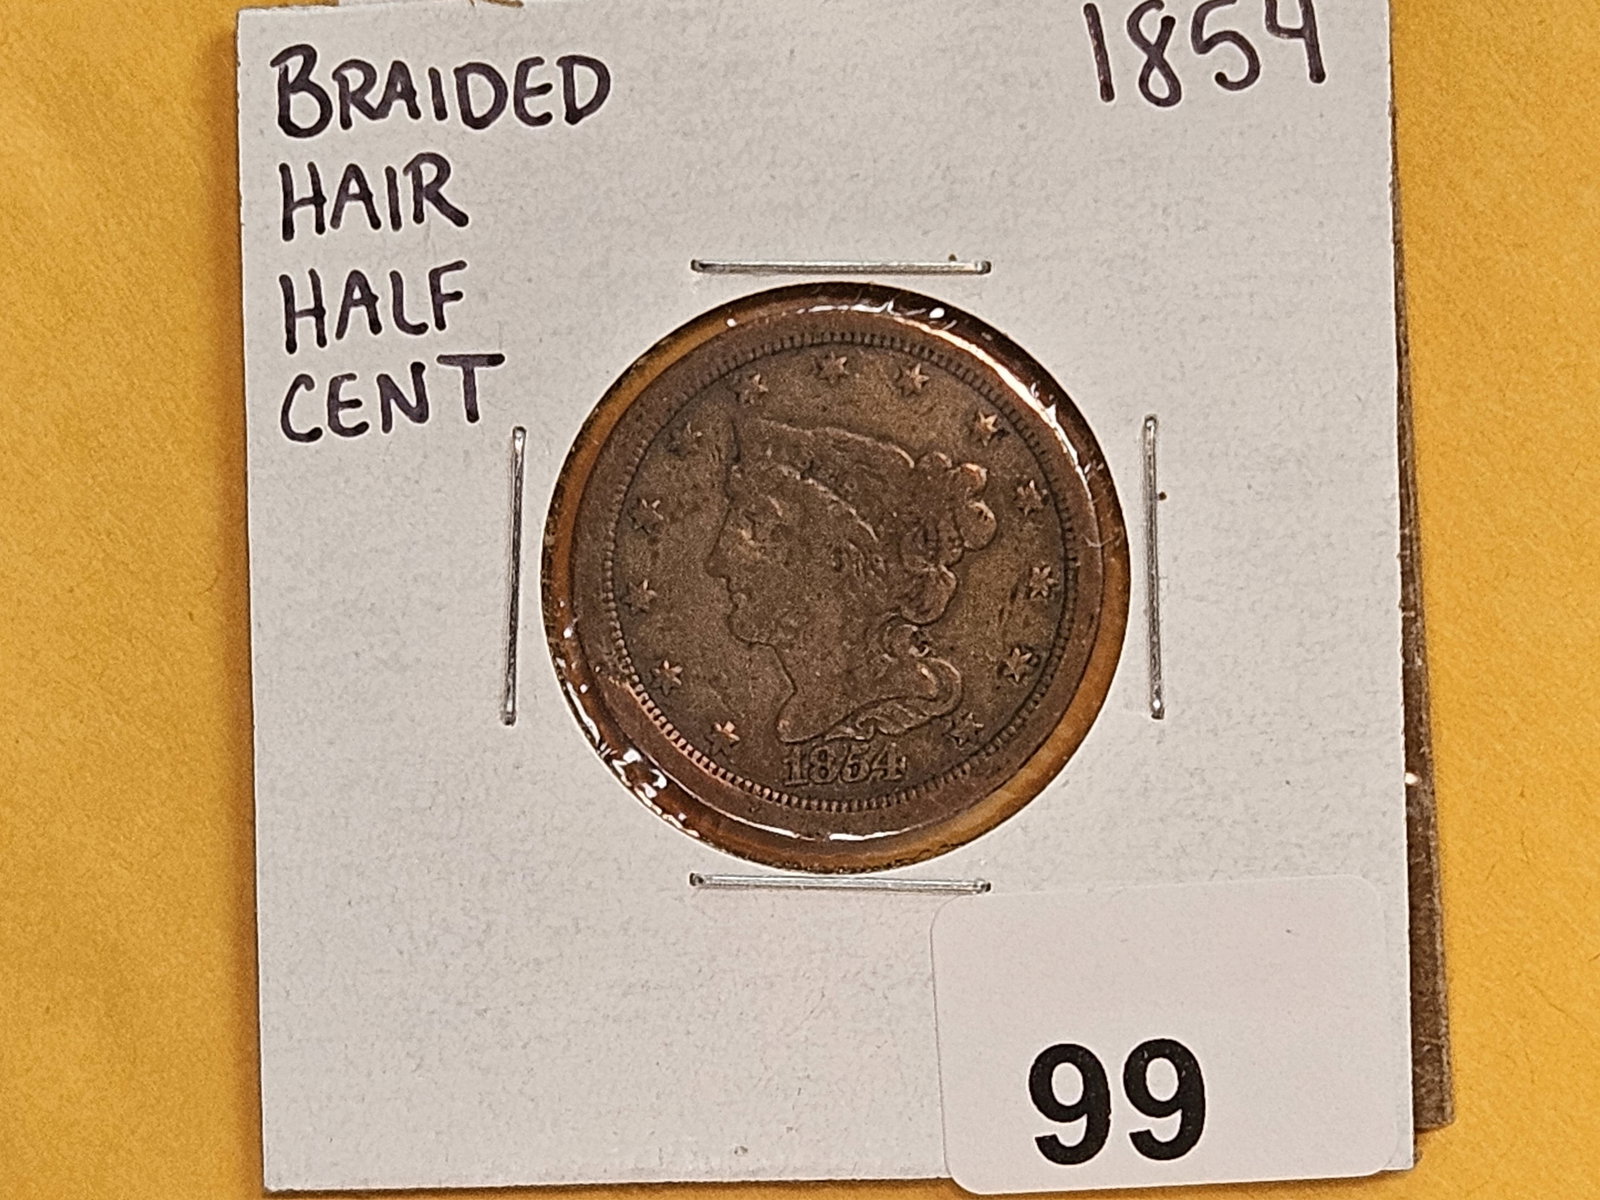 BRAIDED
HAIR
HALF
CENT
1854
1854
99